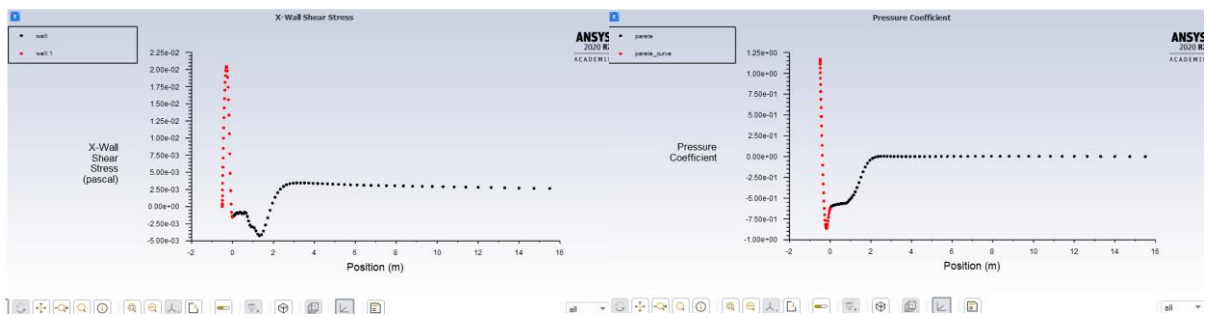 X-Wall Shear Stress
wall
wall.1
ANSYS
2020 R2
ACADEMIC
2.25e-02
2.00e-02
1.75e-02
1.50e-02
1.25e-02
1.00e-02
7.50e-03
5.00e-03
2.50e-03
0.00e+00
-2.50e-03
-5.00e-03
X-Wall
Shear
Stress
(pascal)
-2 0 2 4 6 8 10 12 14 16
Position (m)
all
Pressure Coefficient
parete
parete_curva
ANSYS
2020 R2
ACADEMI
1.25e+00
1.00e+00
7.50e-01
5.00e-01
2.50e-01
0.00e+00
-2.50e-01
-5.00e-01
-7.50e-01
-1.00e+00
Pressure
Coefficient
-2 0 2 4 6 8 10 12 14 16
Position (m)
all